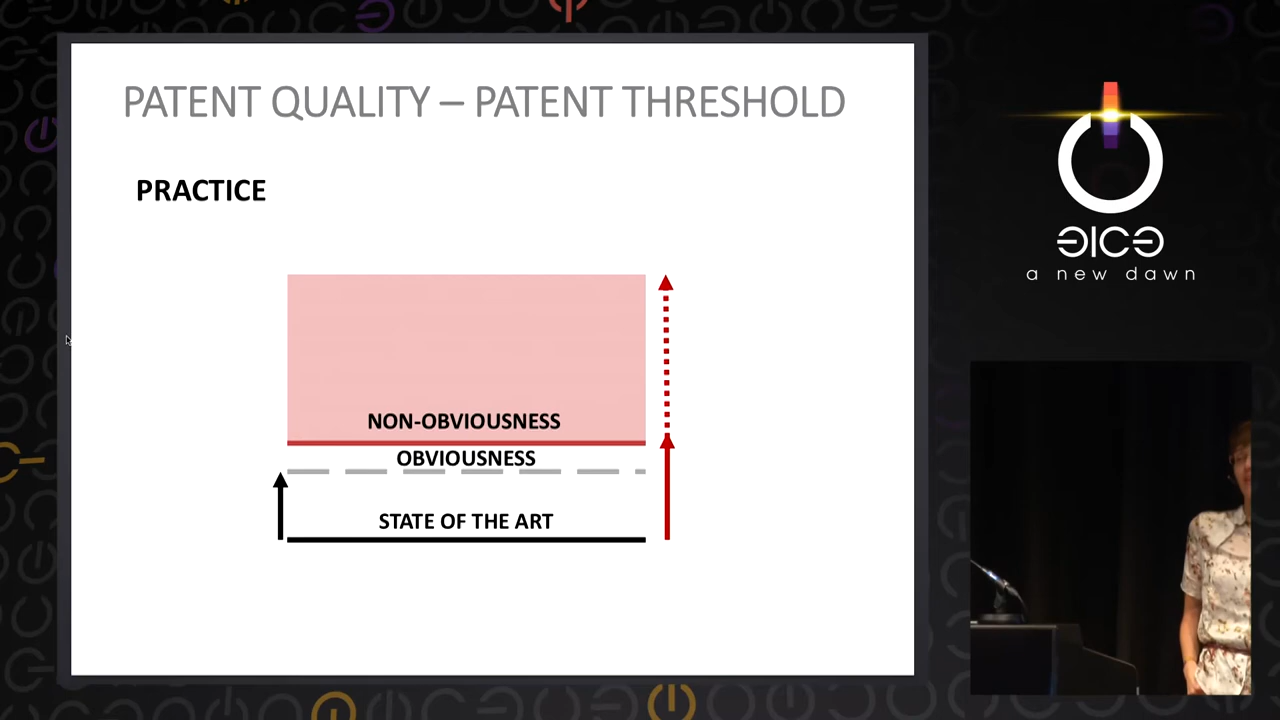 PATENT QUALITY – PATENT THRESHOLD
PRACTICE
NON-OBVIOUSNESS
OBVIOUSNESS
STATE OF THE ART
a new dawn